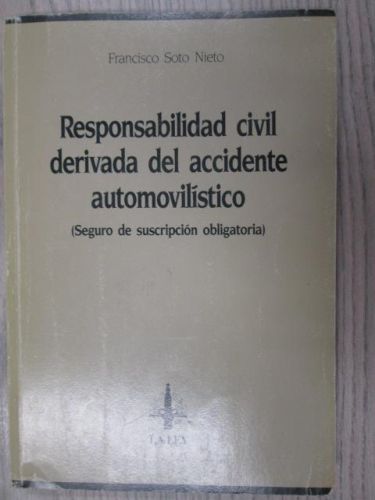 Francisco Soto Nieto
Responsabilidad civil
derivada del accidente
automovilístico
(Seguro de suscripción obligatoria)
LA LEY